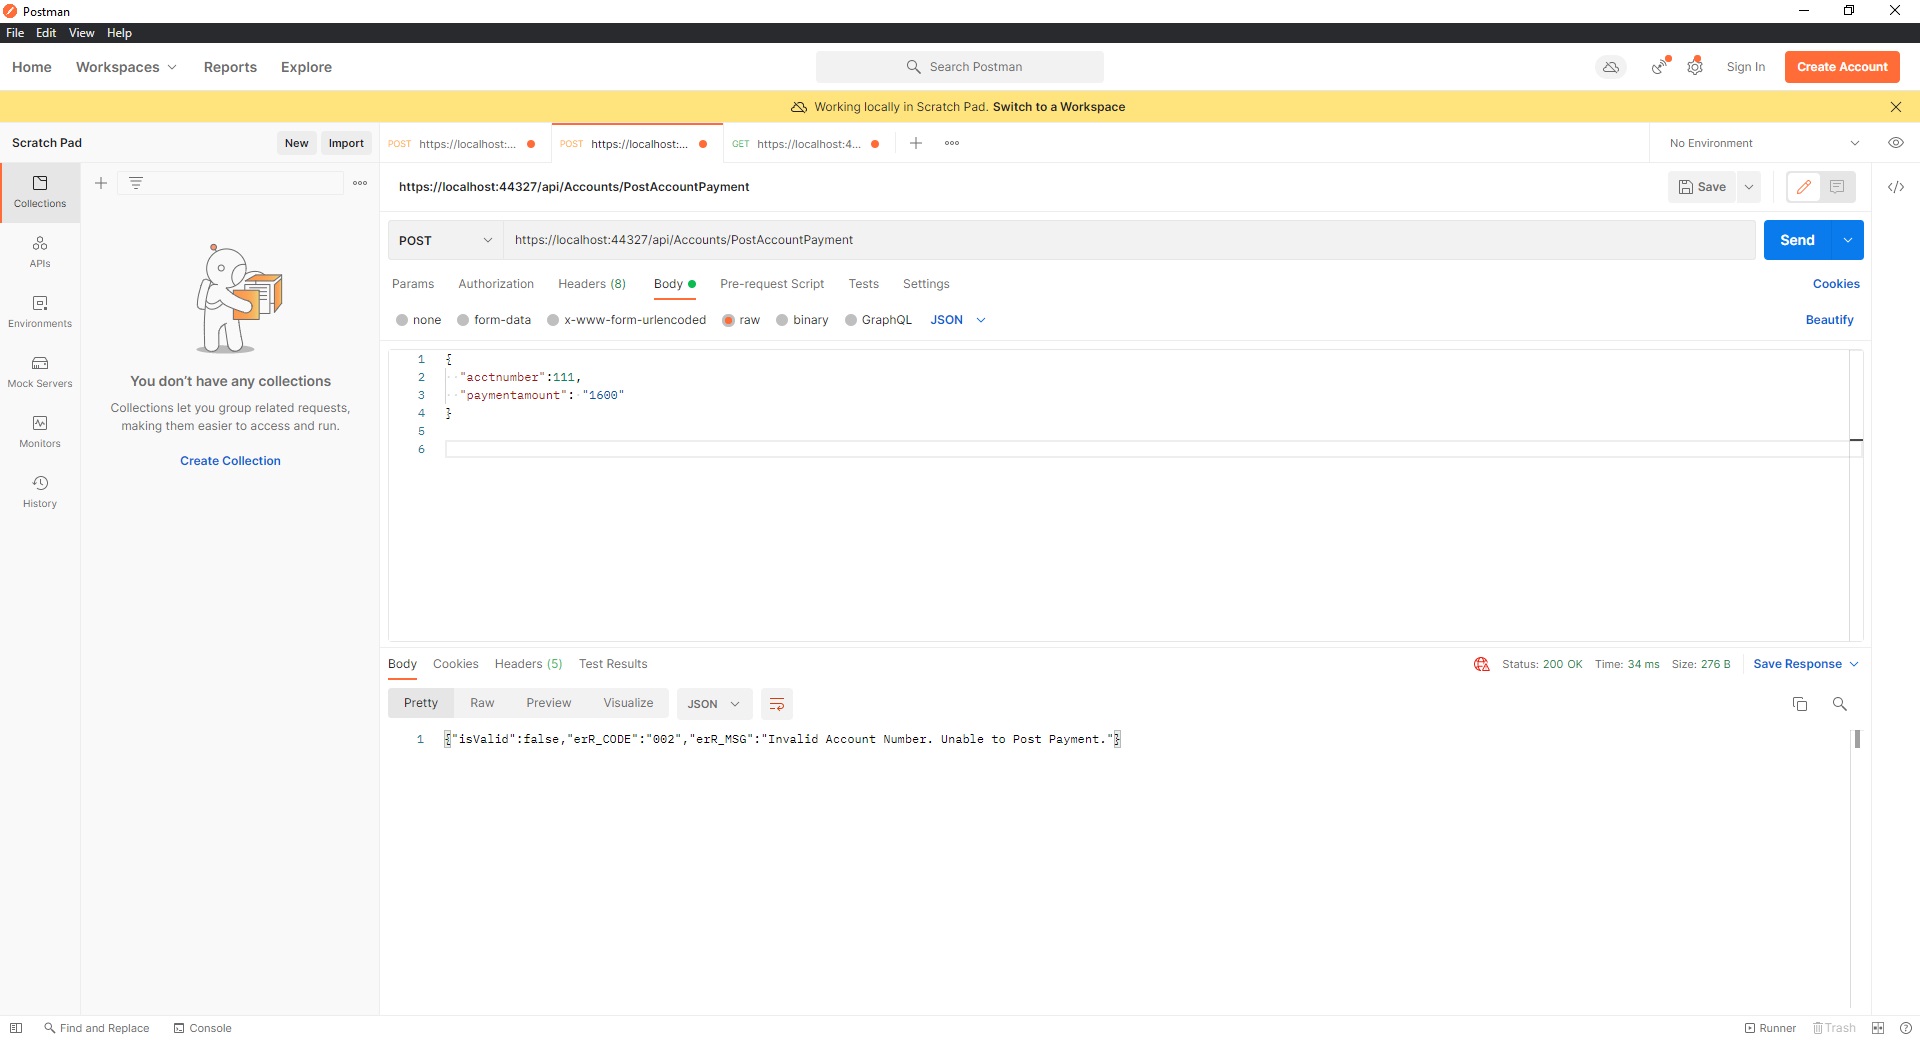 Postman
File Edit View Help
Home Workspaces Reports Explore
Search Postman
Sign In
Create Account
Working locally in Scratch Pad. Switch to a Workspace
Scratch Pad
New Import
POST https://localhost:...
POST https://localhost:...
GET https://localhost:4...
No Environment
Collections
APIs
Environments
Mock Servers
Monitors
History
You don't have any collections
Collections let you group related requests,
making them easier to access and run.
Create Collection
https://localhost:44327/api/Accounts/PostAccountPayment
Save
POST https://localhost:44327/api/Accounts/PostAccountPayment
Send
Params Authorization Headers (8) Body Pre-request Script Tests Settings
Cookies
none form-data x-www-form-urlencoded raw binary GraphQL JSON
Beautify
1 {
2 "acctnumber":111,
3 "paymentamount": "1600"
4 }
5
6
Body Cookies Headers (5) Test Results
Status: 200 OK Time: 34 ms Size: 276 B Save Response
Pretty Raw Preview Visualize JSON
1 {"isValid":false,"erR_CODE":"002","erR_MSG":"Invalid Account Number. Unable to Post Payment."}
Find and Replace Console
Runner Trash